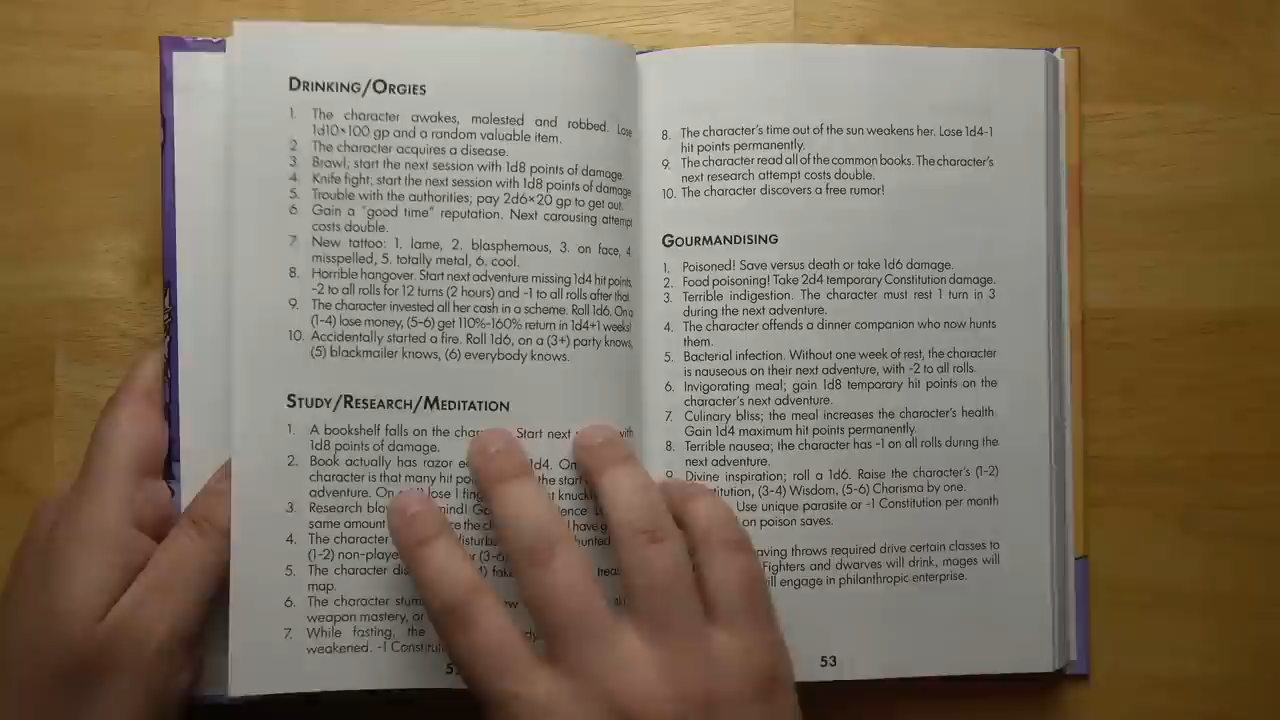 DRINKING/ORGIES
1. The character awakes, molested and robbed. Lose
1d10×100 gp and a random valuable item.
2. The character acquires a disease.
3. Brawl; start the next session with 1d8 points of damage.
4. Knife fight; start the next session with 1d8 points of damage
5. Trouble with the authorities; pay 2d6×20 gp to get out.
6. Gain a "good time" reputation. Next carousing attempt
costs double.
7. New tattoo: 1. lame, 2. blasphemous, 3. on face, 4.
misspelled, 5. totally metal, 6. cool.
8. Horrible hangover. Start next adventure missing 1d4 hit points,
-2 to all rolls for 12 turns (2 hours) and -1 to all rolls after that.
9. The character invested all her cash in a scheme. Roll 1d6. On a
(1-4) lose money, (5-6) get 110%-160% return in 1d4+1 weeks!
10. Accidentally started a fire. Roll 1d6, on a (3+) party knows,
(5) blackmailer knows, (6) everybody knows.
STUDY/RESEARCH/MEDITATION
1. A bookshelf falls on the Start next with
1d8 points of damage.
2. Book actually has razor 1d4.
character is that many hit the start
adventure. On lose 1
3. Research mind!
same amount the have
4. The character hunted
(1-2) (3-6)
5. The character
map.
6. The character
weapon mastery, or
7. While fasting, the
weakened. -1
8. The character's time out of the sun weakens her. Lose 1d4-1
hit points permanently.
9. The character read all of the common books. The character's
next research attempt costs double.
10. The character discovers a free rumor!
GOURMANDISING
1. Poisoned! Save versus death or take 1d6 damage.
2. Food poisoning! Take 2d4 temporary Constitution damage.
3. Terrible indigestion. The character must rest 1 turn in 3
during the next adventure.
4. The character offends a dinner companion who now hunts
them.
5. Bacterial infection. Without one week of rest, the character
is nauseous on their next adventure, with -2 to all rolls.
6. Invigorating meal; gain 1d8 temporary hit points on the
character's next adventure.
7. Culinary bliss; the meal increases the character's health
Gain 1d4 maximum hit points permanently.
8. Terrible nausea; the character has -1 on all rolls during the
next adventure.
9. Divine inspiration; roll a 1d6. Raise the character's (1-2)
(3-4) Wisdom, (5-6) Charisma by one.
Use unique parasite or -1 Constitution per month
on poison saves.
throws required drive certain classes to
Fighters and dwarves will drink, mages will
engage in philanthropic enterprise.
53